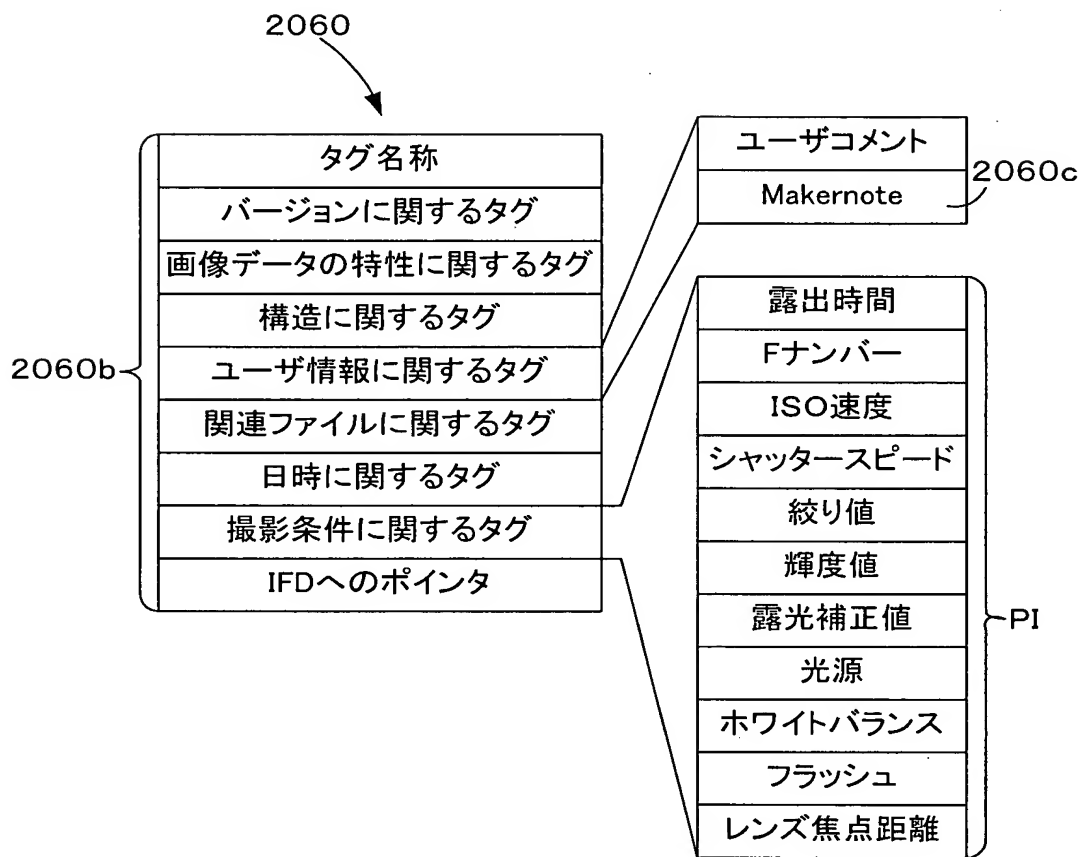 2060
タグ名称
バージョンに関するタグ
画像データの特性に関するタグ
構造に関するタグ
ユーザ情報に関するタグ
関連ファイルに関するタグ
日時に関するタグ
撮影条件に関するタグ
IFDへのポインタ
2060b
ユーザコメント
Makernote
2060c
露出時間
Fナンバー
ISO速度
シャッタースピード
絞り値
輝度値
露光補正値
光源
ホワイトバランス
フラッシュ
レンズ焦点距離
PI